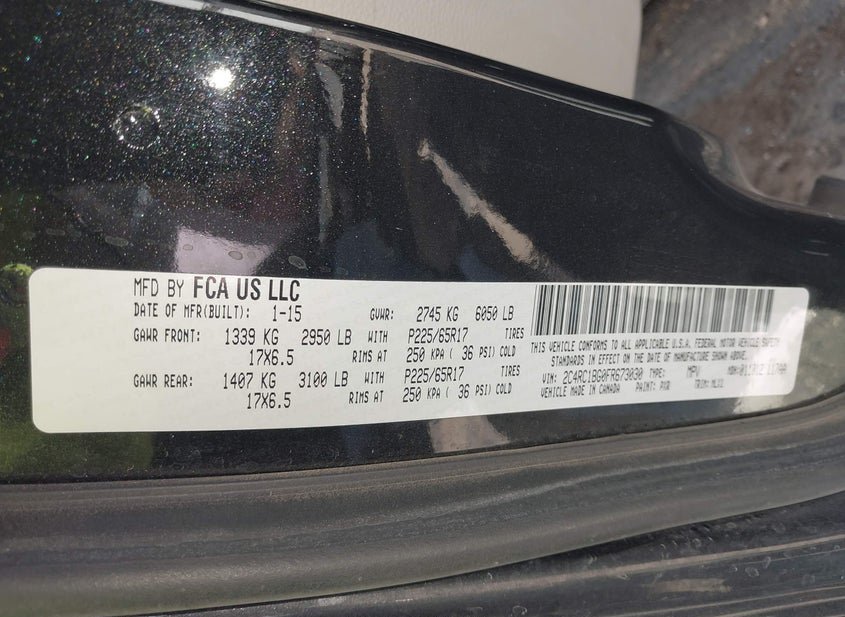 MFD BY FCA US LLC
DATE OF MFR(BUILT): 1-15 GVWR: 2745 KG 6050 LB
GAWR FRONT: 1339 KG 2950 LB WITH P225/65R17 TIRES
17X6.5 RIMS AT 250 KPA ( 36 PSI) COLD
GAWR REAR: 1407 KG 3100 LB WITH P225/65R17 TIRES
17X6.5 RIMS AT 250 KPA ( 36 PSI) COLD
THIS VEHICLE CONFORMS TO ALL APPLICABLE U.S.A. FEDERAL MOTOR VEHICLE SAFETY
STANDARDS IN EFFECT ON THE DATE OF MANUFACTURE SHOWN ABOVE.
VIN: 2C4RC1BG0FR673030 TYPE: MPV MDH:
VEHICLE MADE IN CANADA PAINT: PXR TRIM: